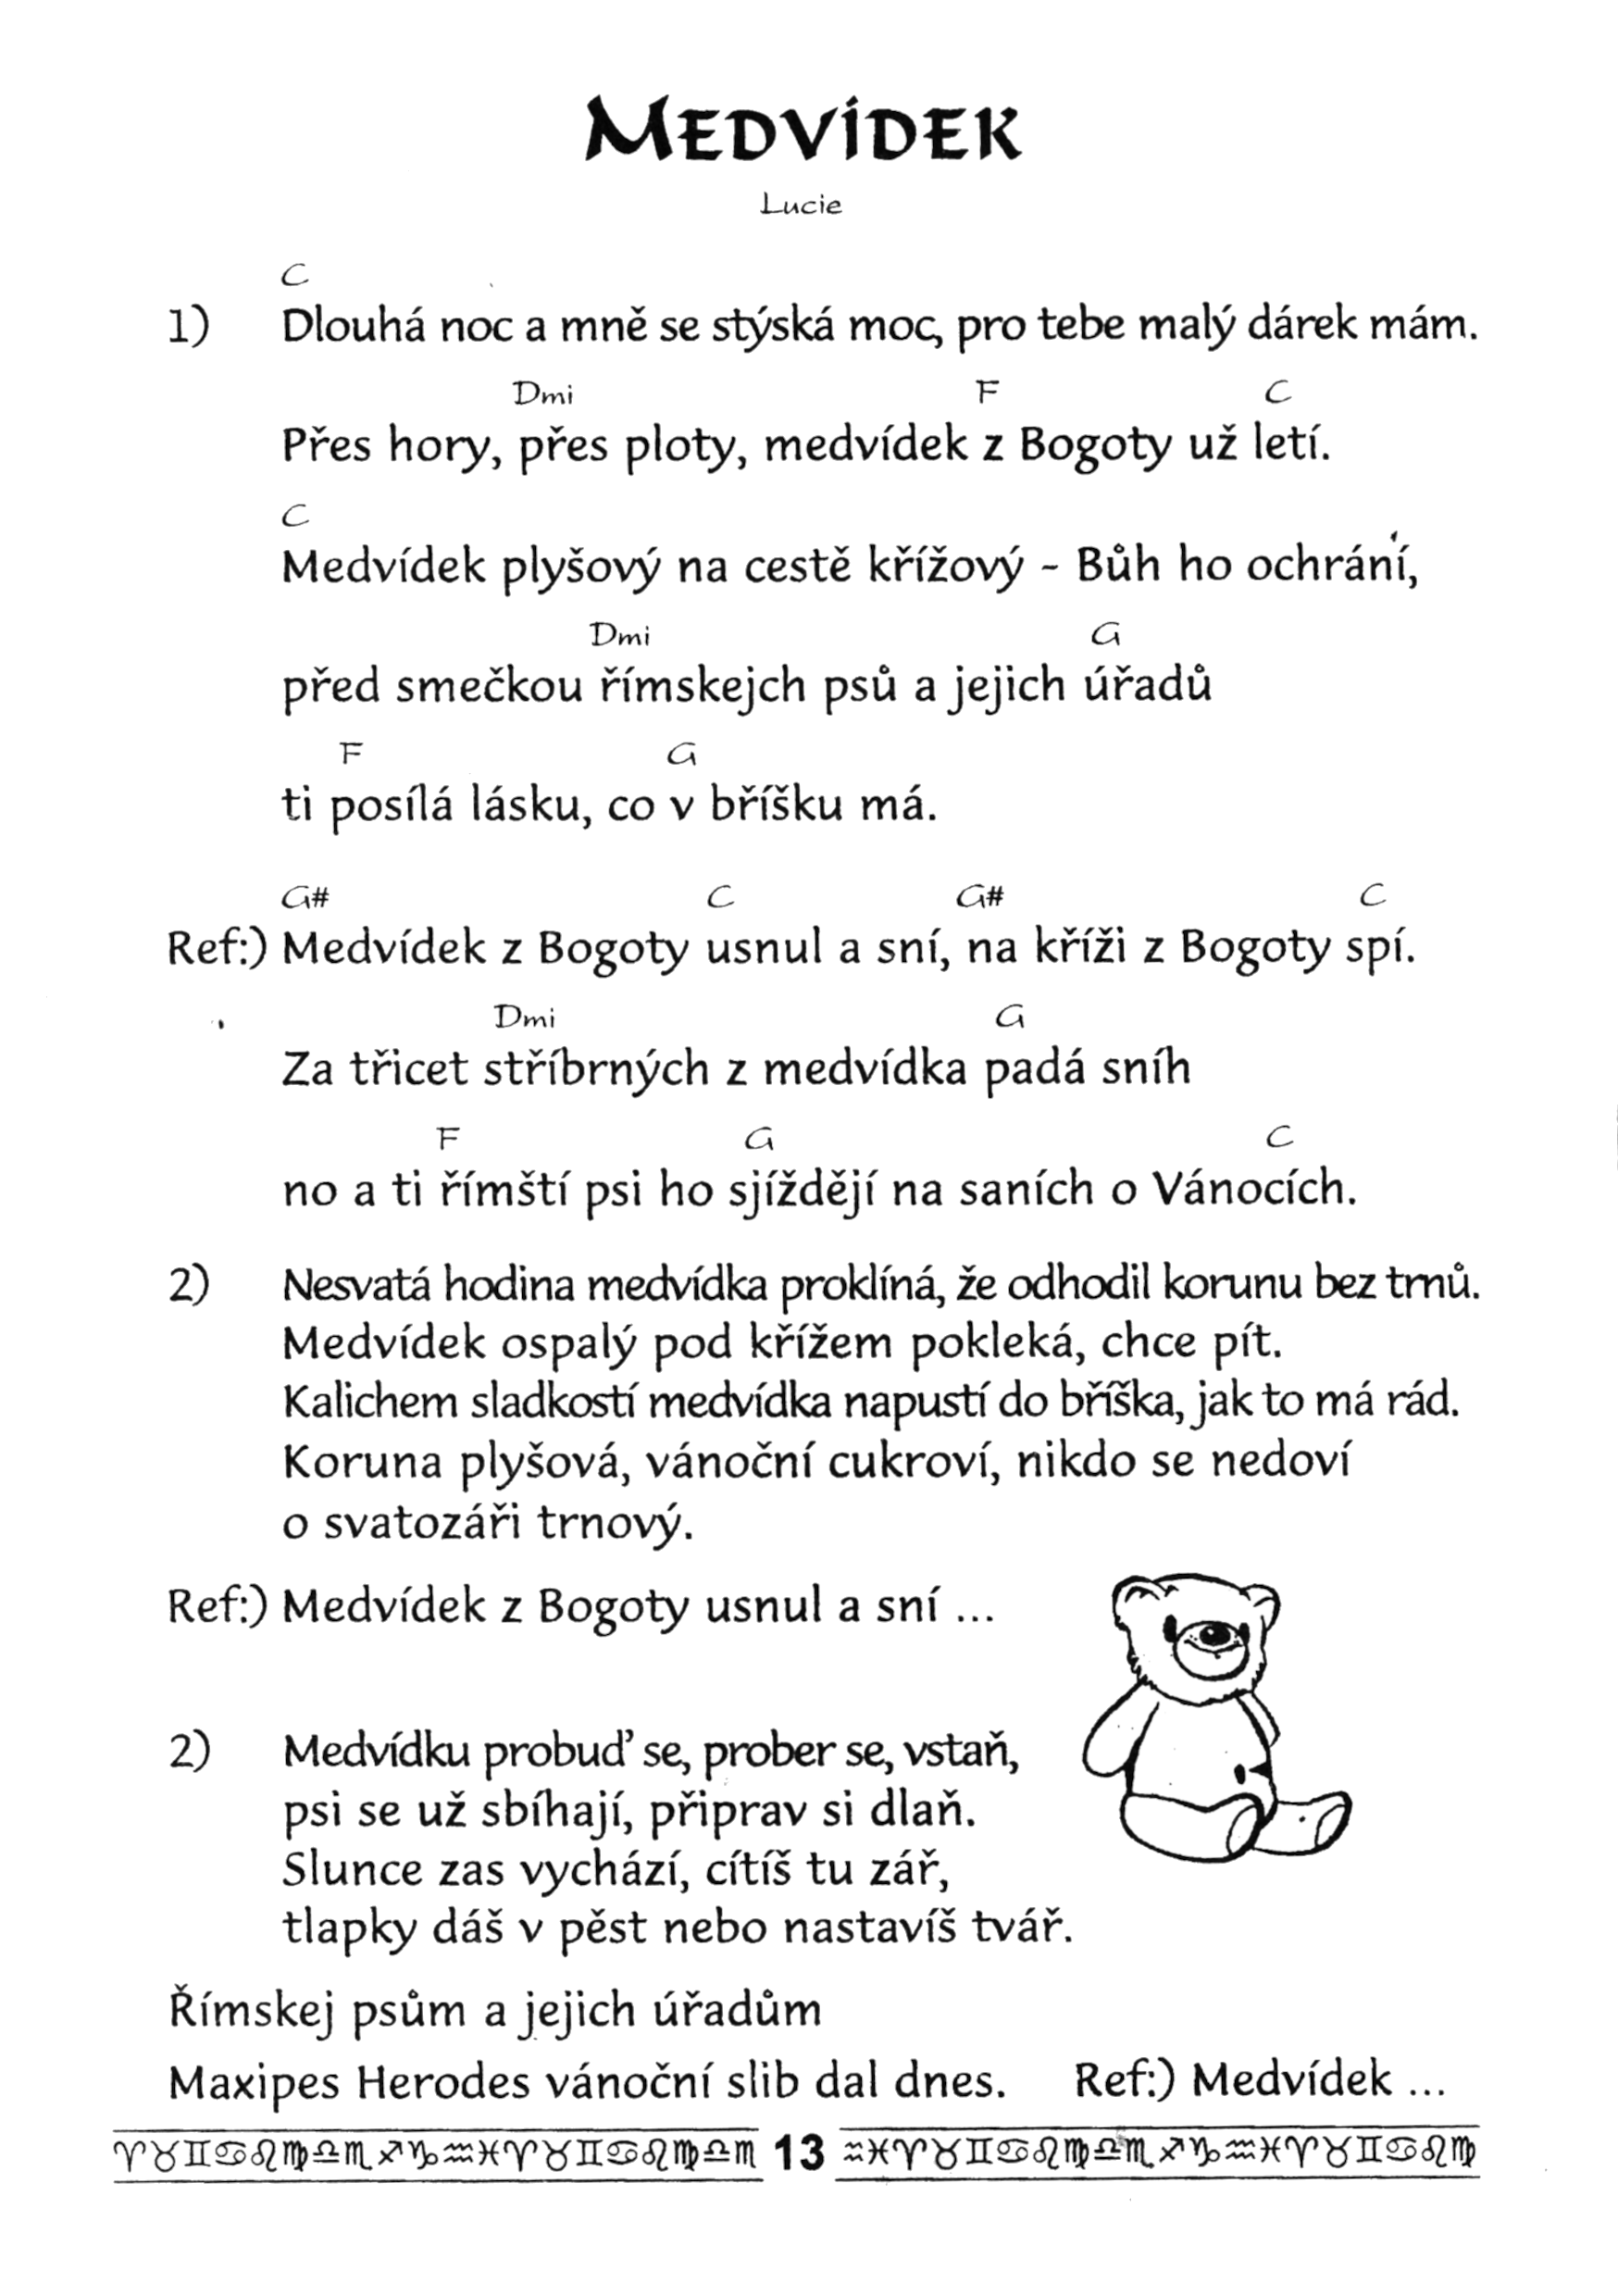 MEDVÍDEK
Lucie
C
1) Dlouhá noc a mně se stýská moc, pro tebe malý dárek mám.
Dmi F C
Přes hory, přes ploty, medvídek z Bogoty už letí.
C
Medvídek plyšový na cestě křížový - Bůh ho ochrání,
Dmi G
před smečkou římskejch psů a jejich úřadů
F G
ti posílá lásku, co v bříšku má.
G# C G# C
Ref:) Medvídek z Bogoty usnul a sní, na kříži z Bogoty spí.
Dmi G
Za třicet stříbrných z medvídka padá sníh
F G C
no a ti římští psi ho sjíždějí na saních o Vánocích.
2) Nesvatá hodina medvídka proklíná, že odhodil korunu bez trnů.
Medvídek ospalý pod křížem pokleká, chce pít.
Kalichem sladkostí medvídka napustí do bříška, jak to má rád.
Koruna plyšová, vánoční cukroví, nikdo se nedoví
o svatozáři trnový.
Ref:) Medvídek z Bogoty usnul a sní ...
2) Medvídku probuď se, prober se, vstaň,
psi se už sbíhají, připrav si dlaň.
Slunce zas vychází, cítíš tu zář,
tlapky dáš v pěst nebo nastavíš tvář.
Římskej psům a jejich úřadům
Maxipes Herodes vánoční slib dal dnes. Ref:) Medvídek ...
♈♉♊♋♌♍♎♏♐♑♒♓♈♉♊♋♌♍♎♏ 13 ♒♓♈♉♊♋♌♍♎♏♐♑♒♓♈♉♊♋♌♍